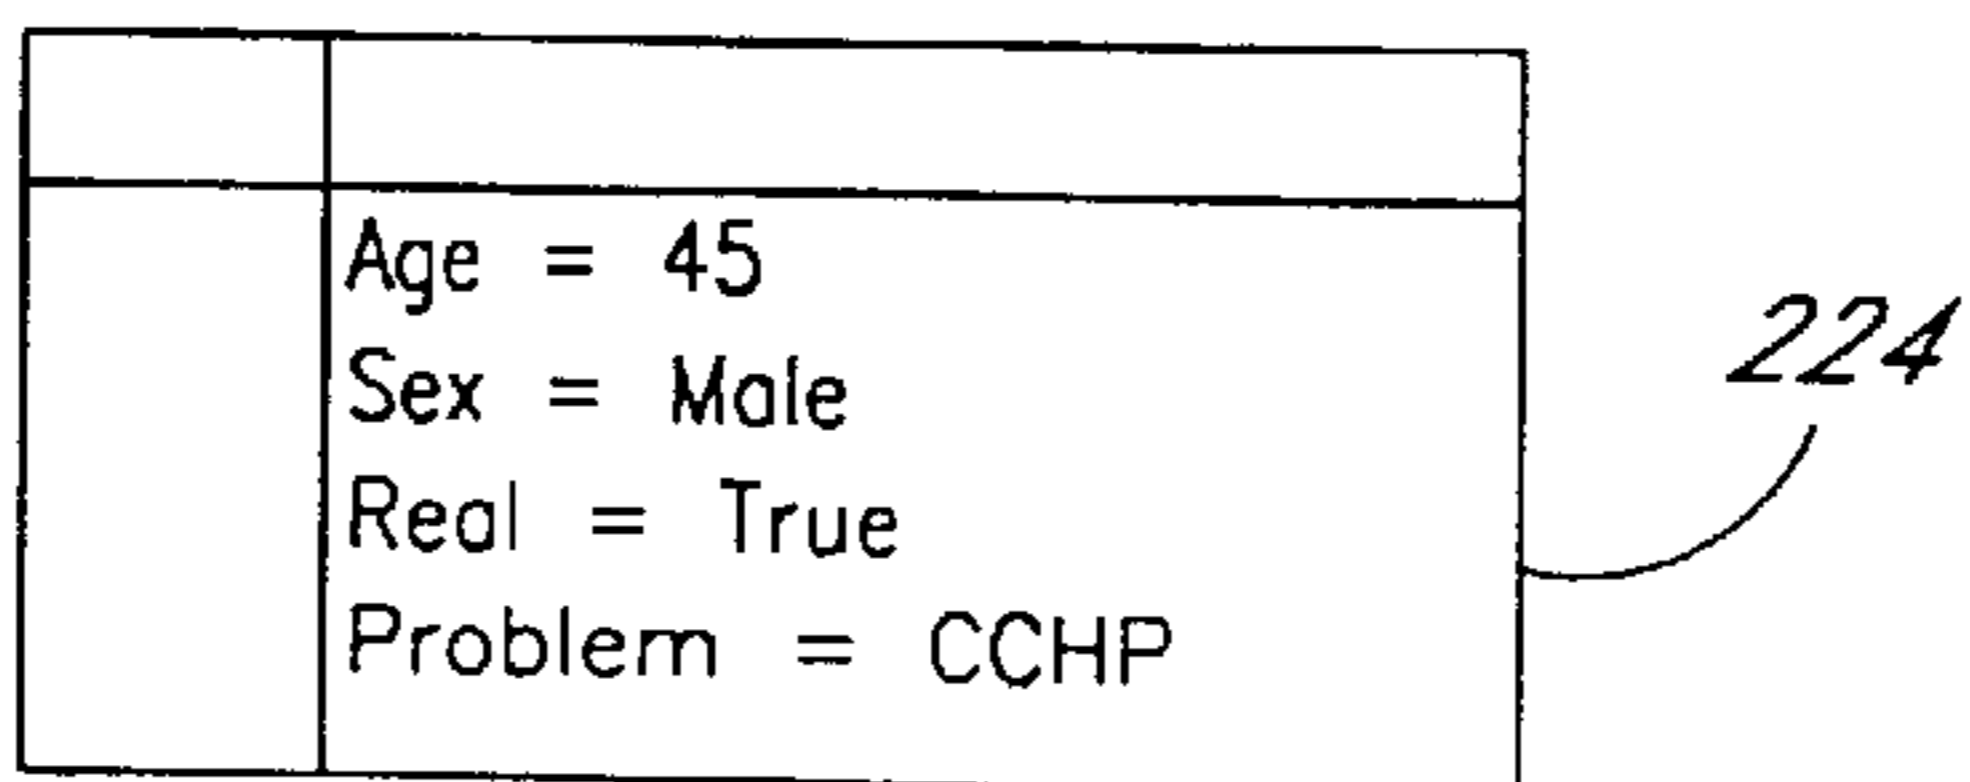 Age = 45
Sex = Male
224
Real = True
Problem = CCHP